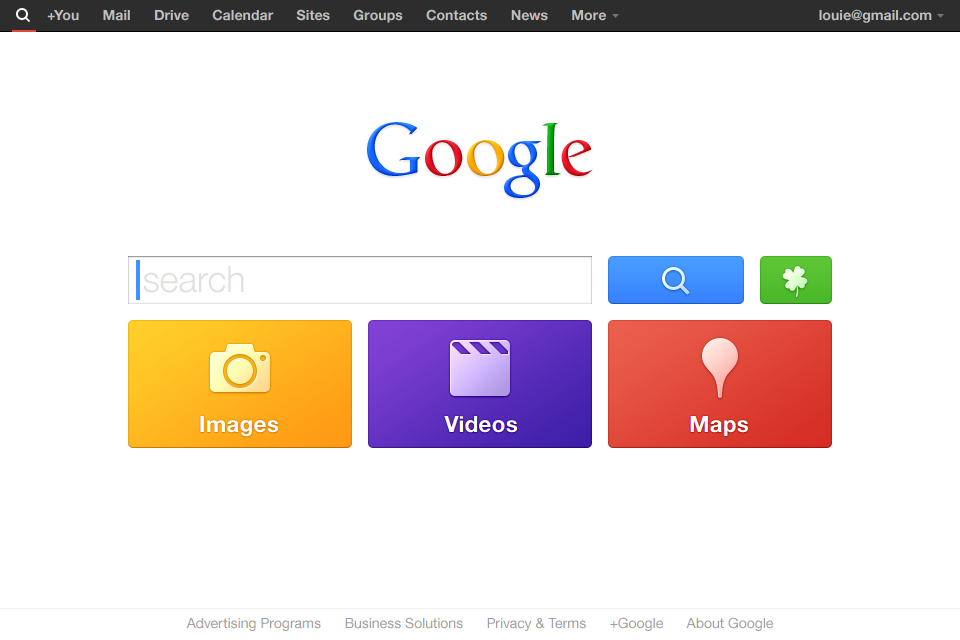 +You Mail Drive Calendar Sites Groups Contacts News More louie@gmail.com
Google
search
Images Videos Maps
Advertising Programs Business Solutions Privacy & Terms +Google About Google